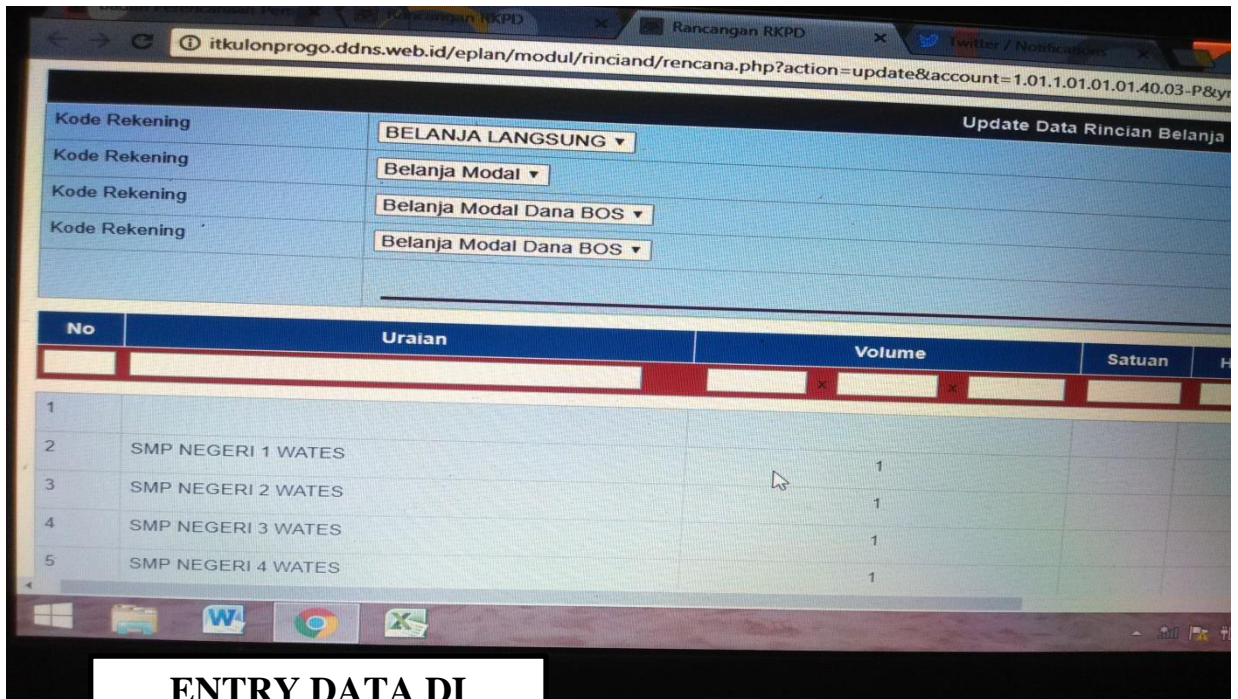 Rancangan RKPD
Rancangan RKPD
Twitter / Notifications
itkulonprogo.ddns.web.id/eplan/modul/rinciand/rencana.php?action=update&account=1.01.1.01.01.01.40.03-P&yr
Update Data Rincian Belanja
Kode Rekening BELANJA LANGSUNG
Kode Rekening Belanja Modal
Kode Rekening Belanja Modal Dana BOS
Kode Rekening Belanja Modal Dana BOS
No Uraian Volume Satuan H
x x
1
2 SMP NEGERI 1 WATES 1
3 SMP NEGERI 2 WATES 1
4 SMP NEGERI 3 WATES 1
5 SMP NEGERI 4 WATES 1
ENTRY DATA DI